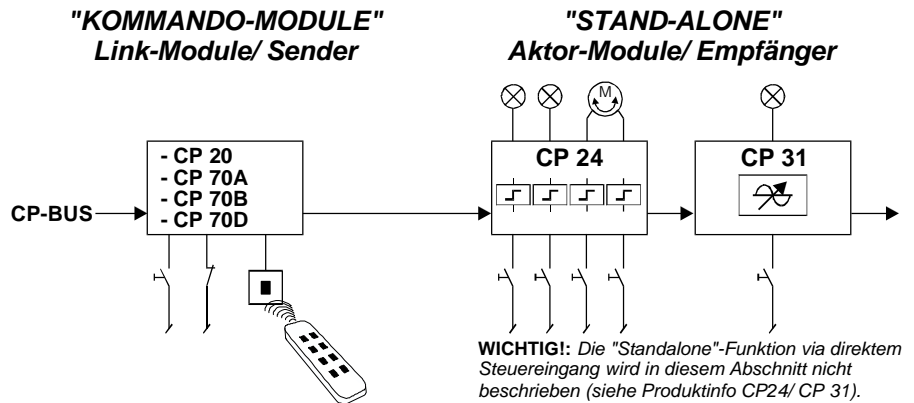 "KOMMANDO-MODULE"
Link-Module/ Sender
"STAND-ALONE"
Aktor-Module/ Empfänger
M
- CP 20
- CP 70A
- CP 70B
- CP 70D
CP-BUS
CP 24
CP 31
WICHTIG!: Die "Standalone"-Funktion via direktem
Steuereingang wird in diesem Abschnitt nicht
beschrieben (siehe Produktinfo CP24/ CP 31).